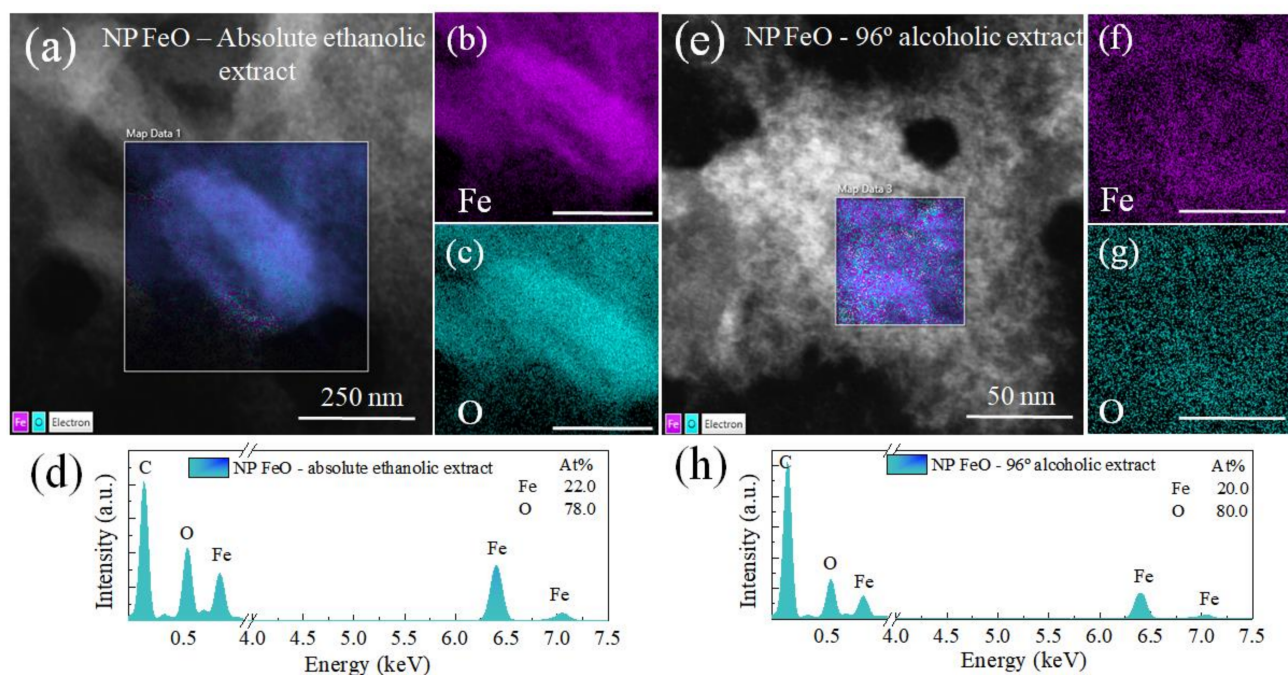 (a)
NP FeO – Absolute ethanolic
extract
Map Data 1
250 nm
Fe O Electron
(b)
Fe
(c)
O
(e)
NP FeO - 96º alcoholic extract
Map Data 3
50 nm
Fe O Electron
(f)
Fe
(g)
O
(d)
C
NP FeO - absolute ethanolic extract
At%
Fe 22.0
O 78.0
O
Fe
Fe
Fe
Intensity (a.u.)
0.5 4.0 4.5 5.0 5.5 6.0 6.5 7.0 7.5
Energy (keV)
(h)
C
NP FeO - 96º alcoholic extract
At%
Fe 20.0
O 80.0
O
Fe
Fe
Fe
Intensity (a.u.)
0.5 4.0 4.5 5.0 5.5 6.0 6.5 7.0 7.5
Energy (keV)